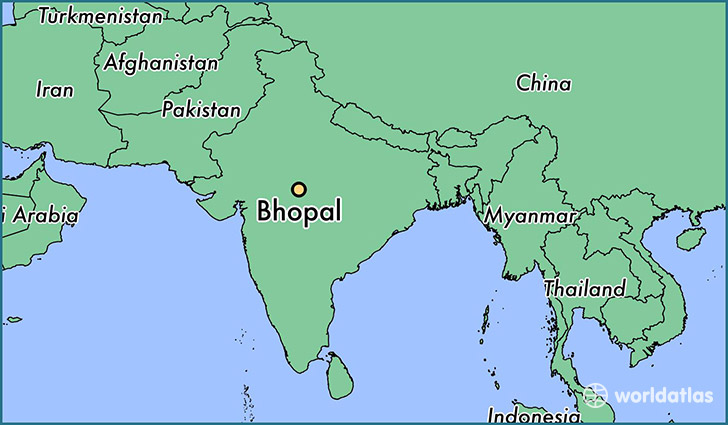 Turkmenistan
Afghanistan
Iran
China
Pakistan
Bhopal
i Arabia
Myanmar
Thailand
worldatlas
Indonesia